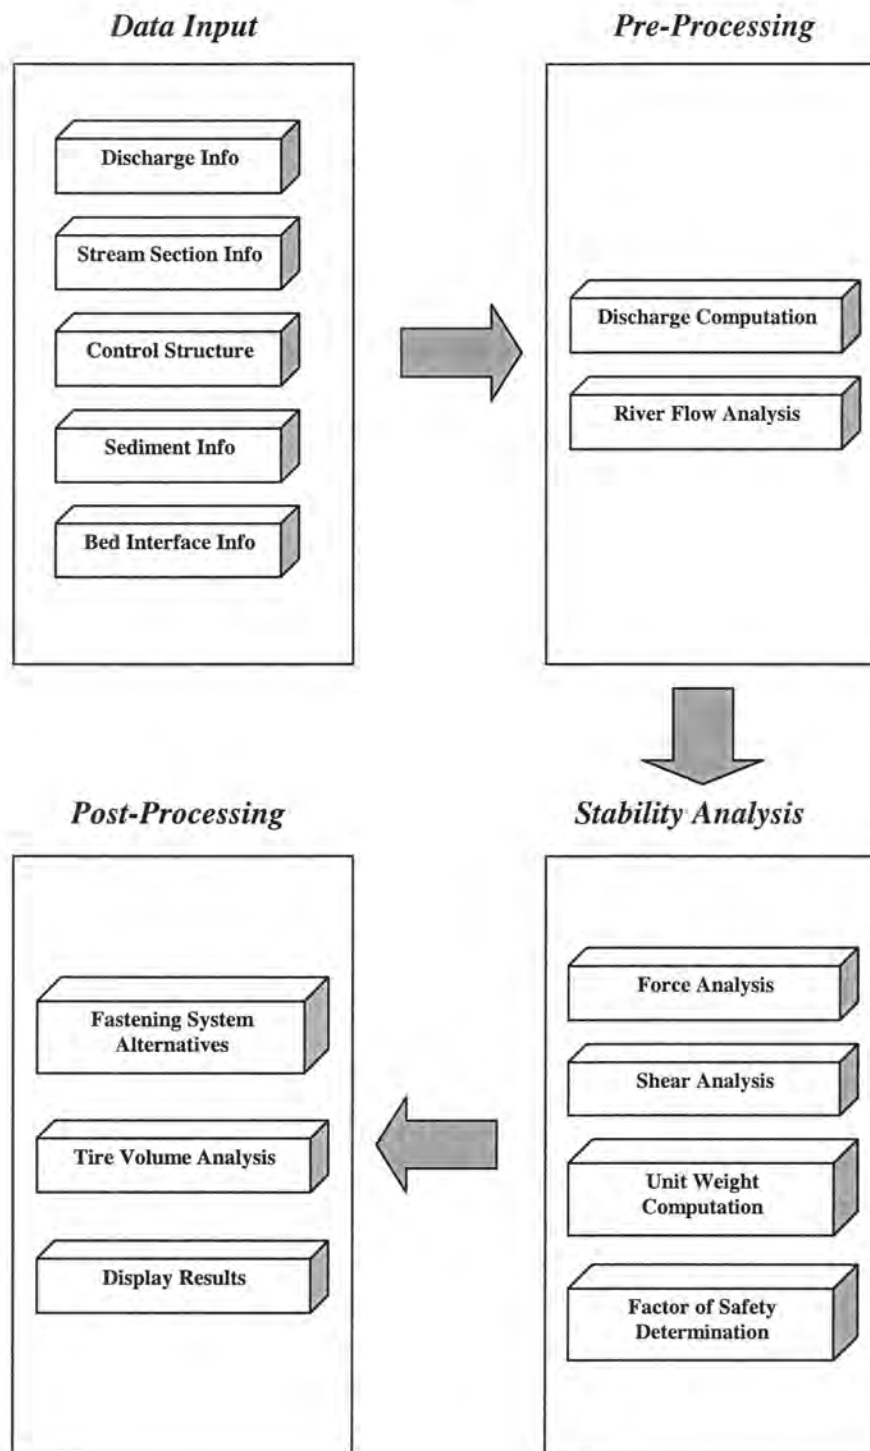 Data Input
Discharge Info
Stream Section Info
Control Structure
Sediment Info
Bed Interface Info
Pre-Processing
Discharge Computation
River Flow Analysis
Stability Analysis
Force Analysis
Shear Analysis
Unit Weight
Computation
Factor of Safety
Determination
Post-Processing
Fastening System
Alternatives
Tire Volume Analysis
Display Results